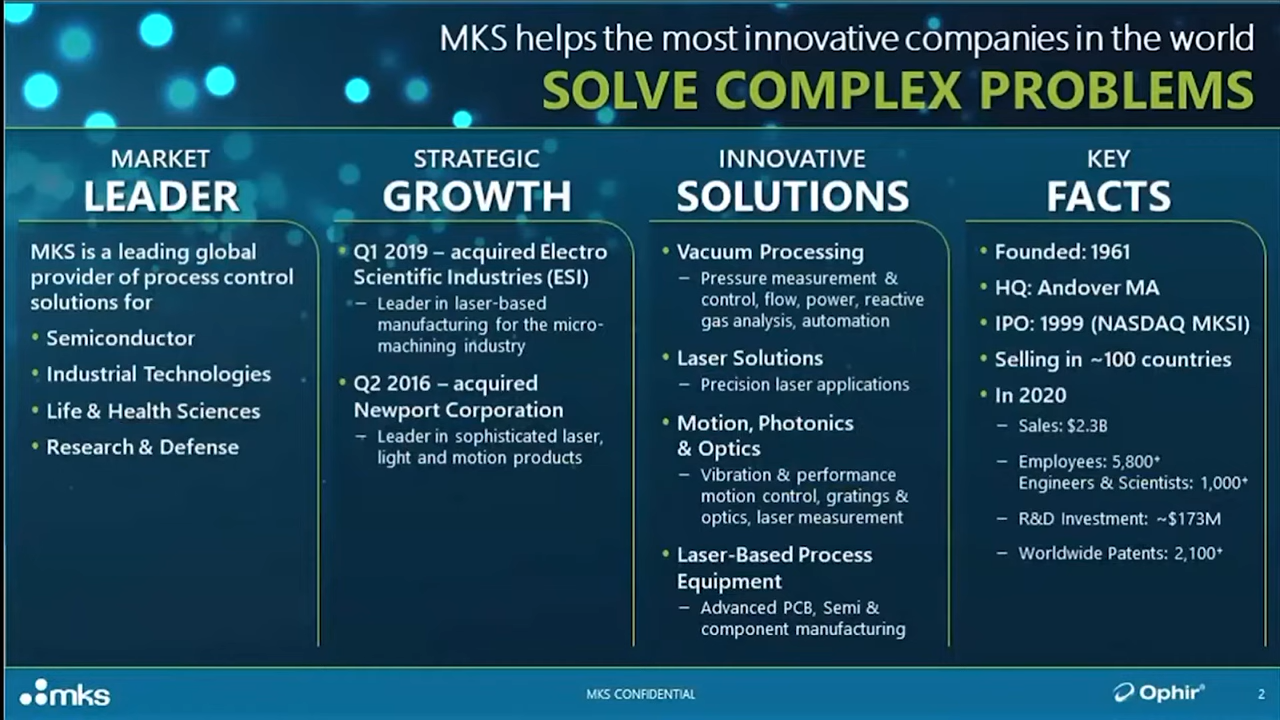 MKS helps the most innovative companies in the world
SOLVE COMPLEX PROBLEMS
MARKET
LEADER
MKS is a leading global
provider of process control
solutions for
• Semiconductor
• Industrial Technologies
• Life & Health Sciences
• Research & Defense
STRATEGIC
GROWTH
• Q1 2019 – acquired Electro
Scientific Industries (ESI)
– Leader in laser-based
manufacturing for the micro-
machining industry
• Q2 2016 – acquired
Newport Corporation
– Leader in sophisticated laser,
light and motion products
INNOVATIVE
SOLUTIONS
• Vacuum Processing
– Pressure measurement &
control, flow, power, reactive
gas analysis, automation
• Laser Solutions
– Precision laser applications
• Motion, Photonics
& Optics
– Vibration & performance
motion control, gratings &
optics, laser measurement
• Laser-Based Process
Equipment
– Advanced PCB, Semi &
component manufacturing
KEY
FACTS
• Founded: 1961
• HQ: Andover MA
• IPO: 1999 (NASDAQ MKSI)
• Selling in ~100 countries
• In 2020
– Sales: $2.3B
– Employees: 5,800+
Engineers & Scientists: 1,000+
– R&D Investment: ~$173M
– Worldwide Patents: 2,100+
mks
MKS CONFIDENTIAL
Ophir®
2